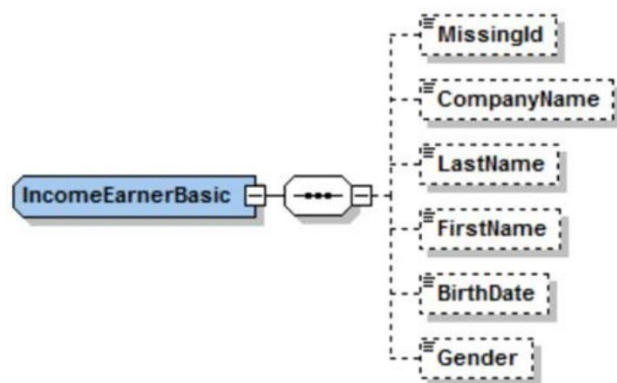 MissingId
CompanyName
LastName
IncomeEarnerBasic
FirstName
BirthDate
Gender